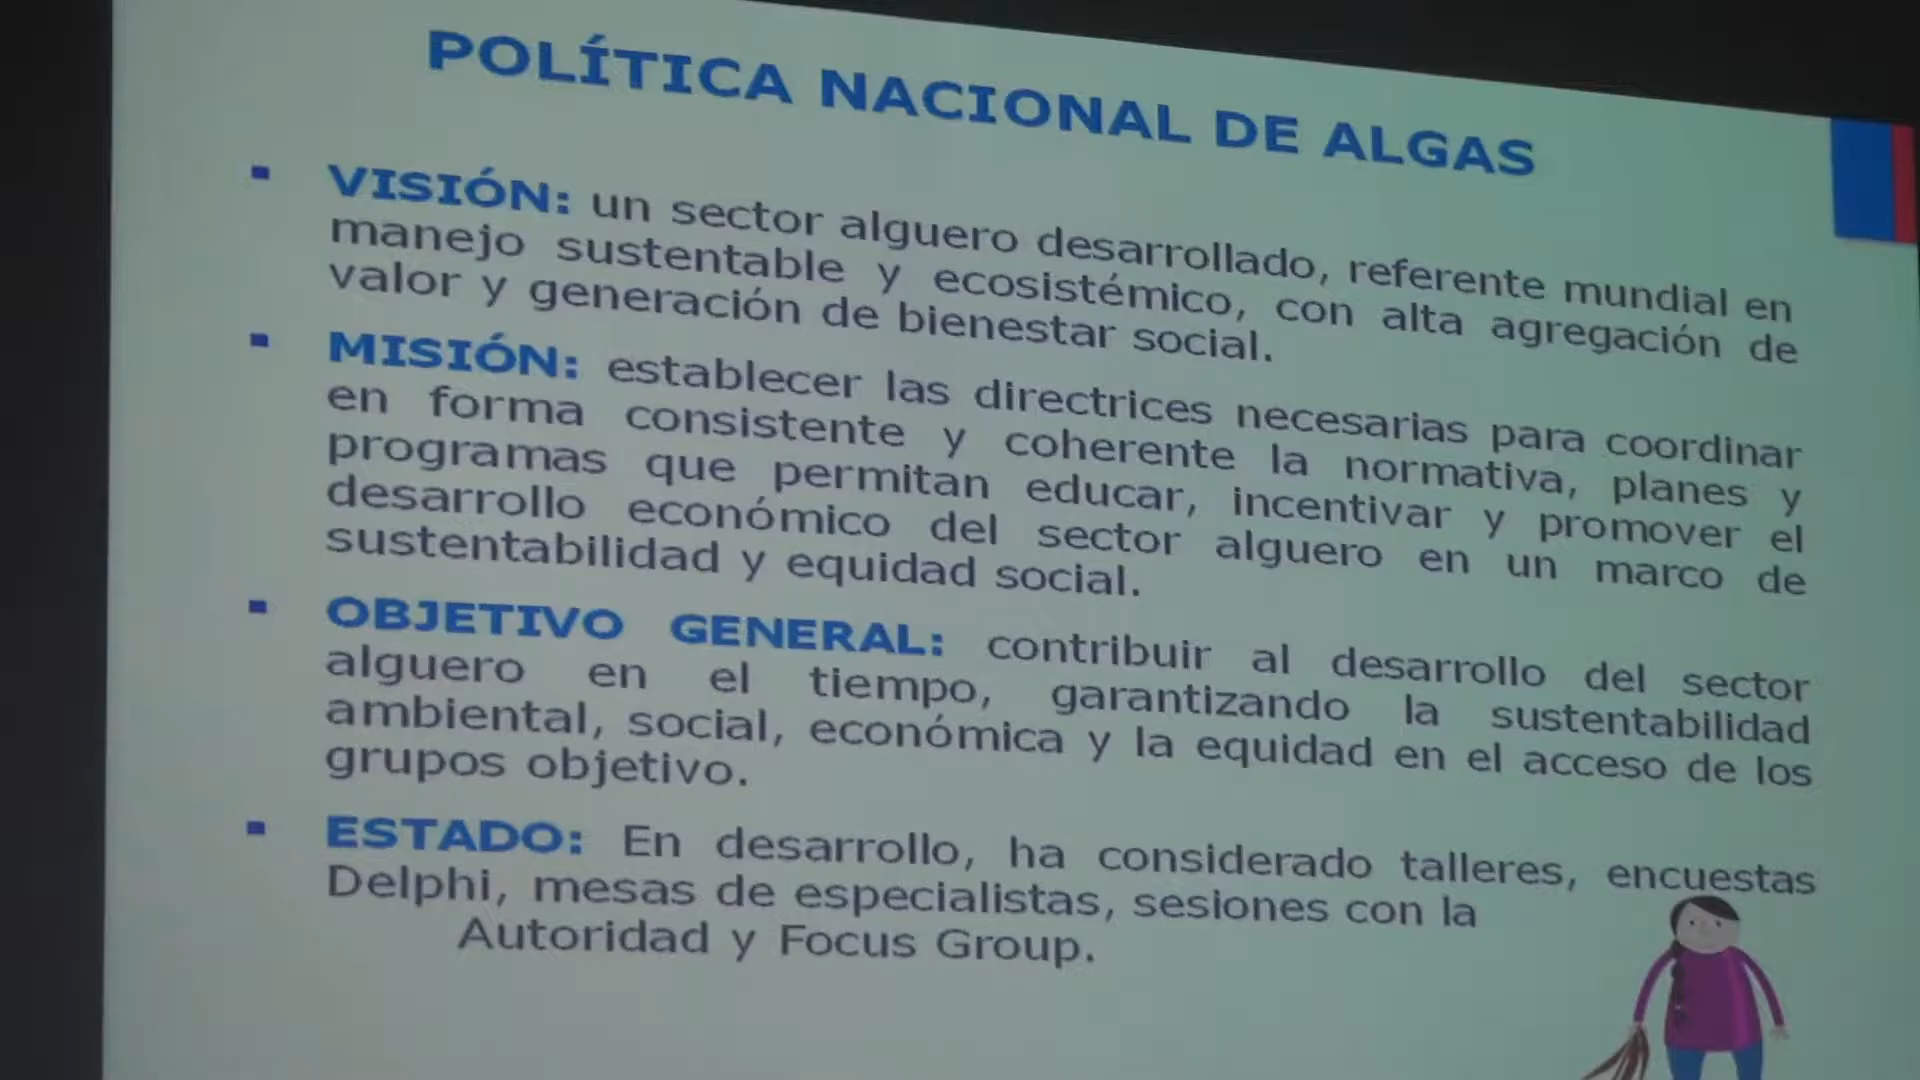 POLÍTICA NACIONAL DE ALGAS
▪ VISIÓN: un sector alguero desarrollado, referente mundial en
manejo sustentable y ecosistémico, con alta agregación de
valor y generación de bienestar social.
▪ MISIÓN: establecer las directrices necesarias para coordinar
en forma consistente y coherente la normativa, planes y
programas que permitan educar, incentivar y promover el
desarrollo económico del sector alguero en un marco de
sustentabilidad y equidad social.
▪ OBJETIVO GENERAL: contribuir al desarrollo del sector
alguero en el tiempo, garantizando la sustentabilidad
ambiental, social, económica y la equidad en el acceso de los
grupos objetivo.
▪ ESTADO: En desarrollo, ha considerado talleres, encuestas
Delphi, mesas de especialistas, sesiones con la
Autoridad y Focus Group.